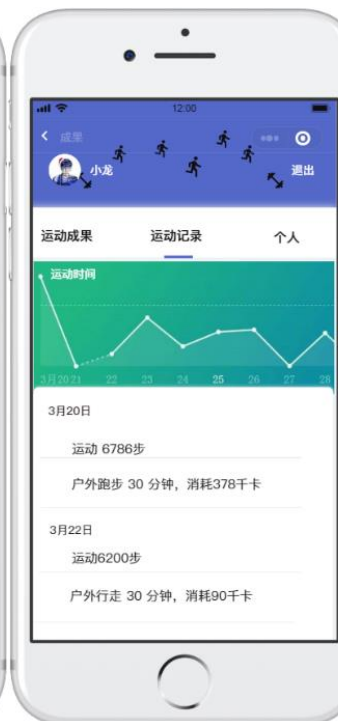 12:00
成果
小龙
退出
运动成果 运动记录 个人
运动时间
3月20 21 22 23 24 25 26 27 28
3月20日
运动 6786步
户外跑步 30 分钟，消耗378千卡
3月22日
运动6200步
户外行走 30 分钟，消耗90千卡